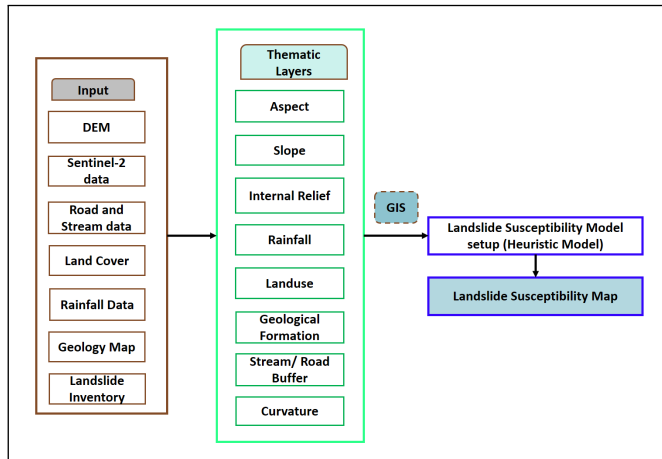 Input
DEM
Sentinel-2
data
Road and
Stream data
Land Cover
Rainfall Data
Geology Map
Landslide
Inventory
Thematic
Layers
Aspect
Slope
Internal Relief
Rainfall
Landuse
Geological
Formation
Stream/ Road
Buffer
Curvature
GIS
Landslide Susceptibility Model
setup (Heuristic Model)
Landslide Susceptibility Map